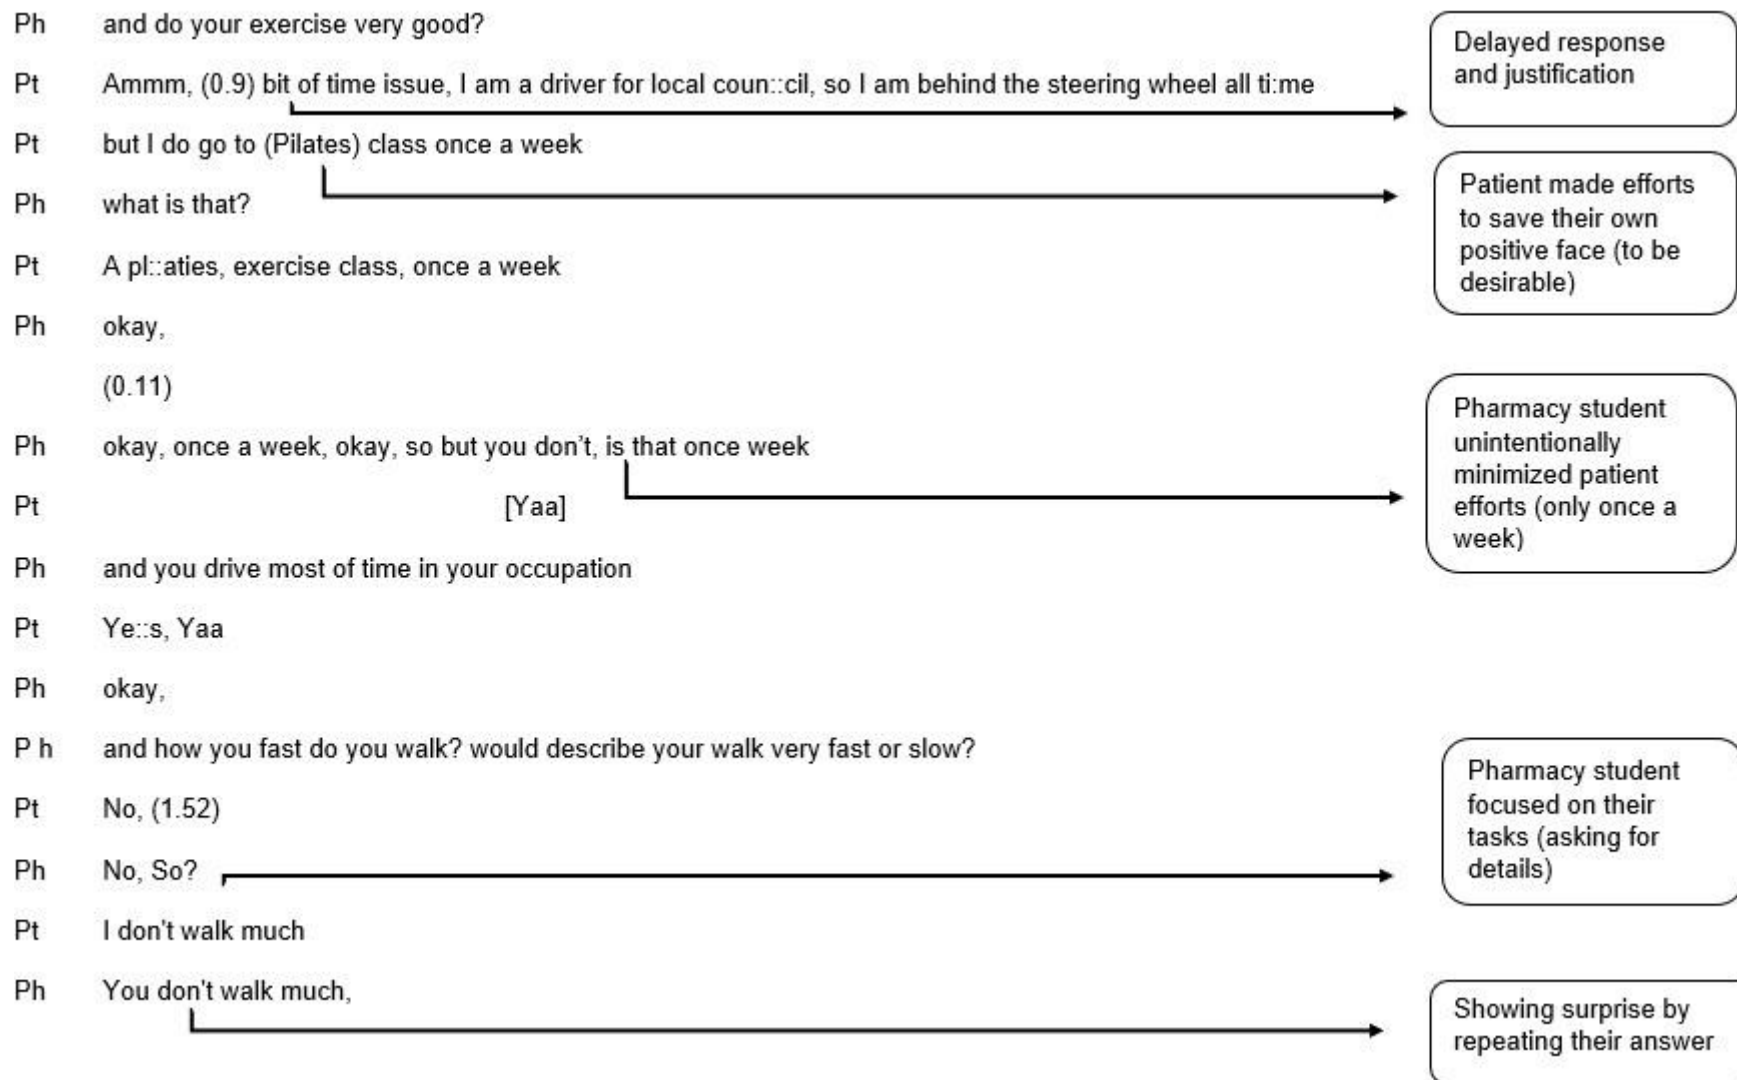 Ph and do your exercise very good?
Pt Ammm, (0.9) bit of time issue, I am a driver for local coun::cil, so I am behind the steering wheel all ti:me
Delayed response
and justification
Pt but I do go to (Pilates) class once a week
Ph what is that?
Patient made efforts
to save their own
positive face (to be
desirable)
Pt A pl::aties, exercise class, once a week
Ph okay,
(0.11)
Ph okay, once a week, okay, so but you don't, is that once week
Pt [Yaa]
Pharmacy student
unintentionally
minimized patient
efforts (only once a
week)
Ph and you drive most of time in your occupation
Pt Ye::s, Yaa
Ph okay,
P h and how you fast do you walk? would describe your walk very fast or slow?
Pt No, (1.52)
Ph No, So?
Pharmacy student
focused on their
tasks (asking for
details)
Pt I don't walk much
Ph You don't walk much,
Showing surprise by
repeating their answer